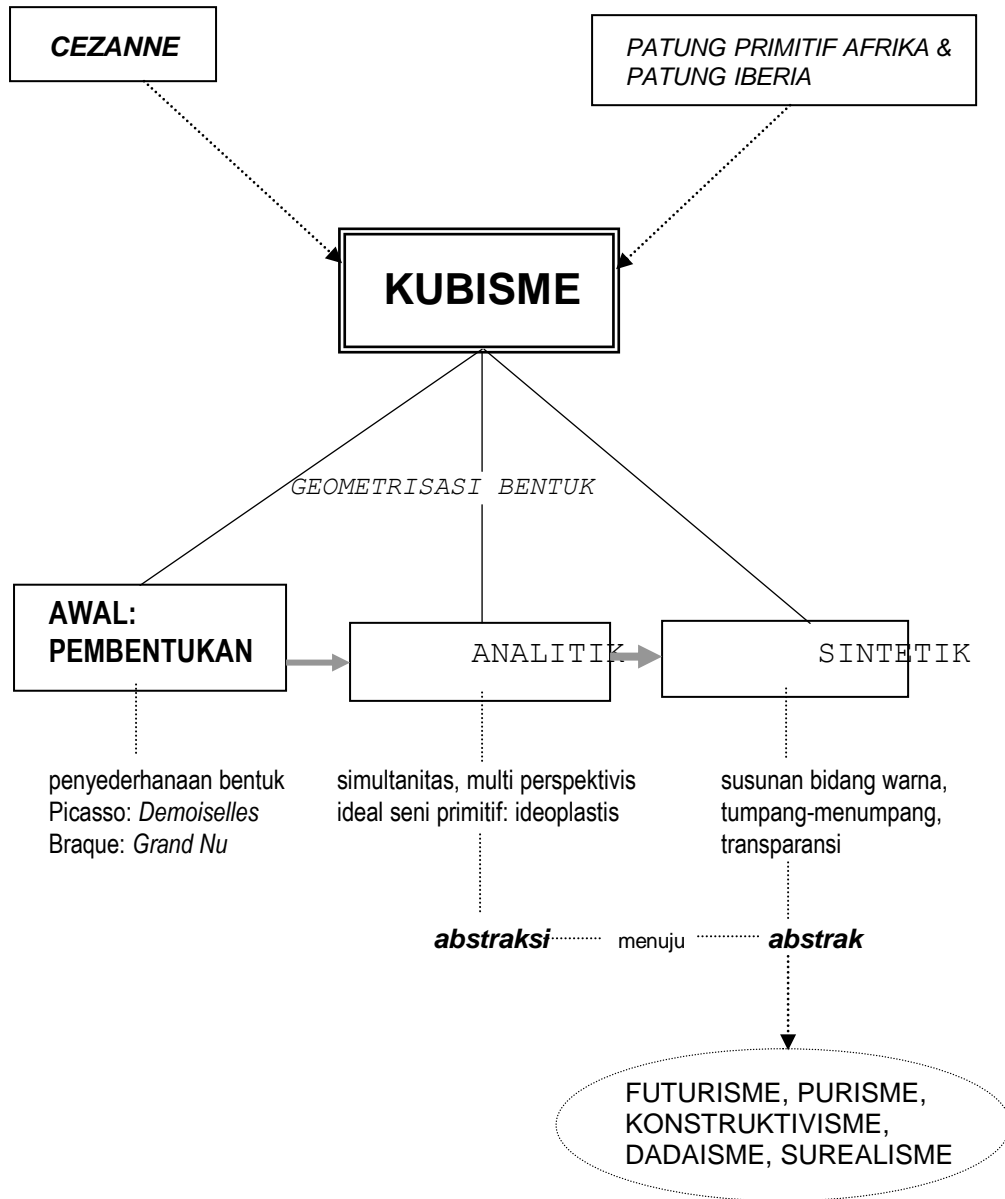 CEZANNE
PATUNG PRIMITIF AFRIKA &
PATUNG IBERIA
KUBISME
GEOMETRISASI BENTUK
AWAL:
PEMBENTUKAN
ANALITIK
SINTETIK
penyederhanaan bentuk
Picasso: Demoiselles
Braque: Grand Nu
simultanitas, multi perspektivis
ideal seni primitif: ideoplastis
susunan bidang warna,
tumpang-menumpang,
transparansi
abstraksi menuju abstrak
FUTURISME, PURISME,
KONSTRUKTIVISME,
DADAISME, SUREALISME